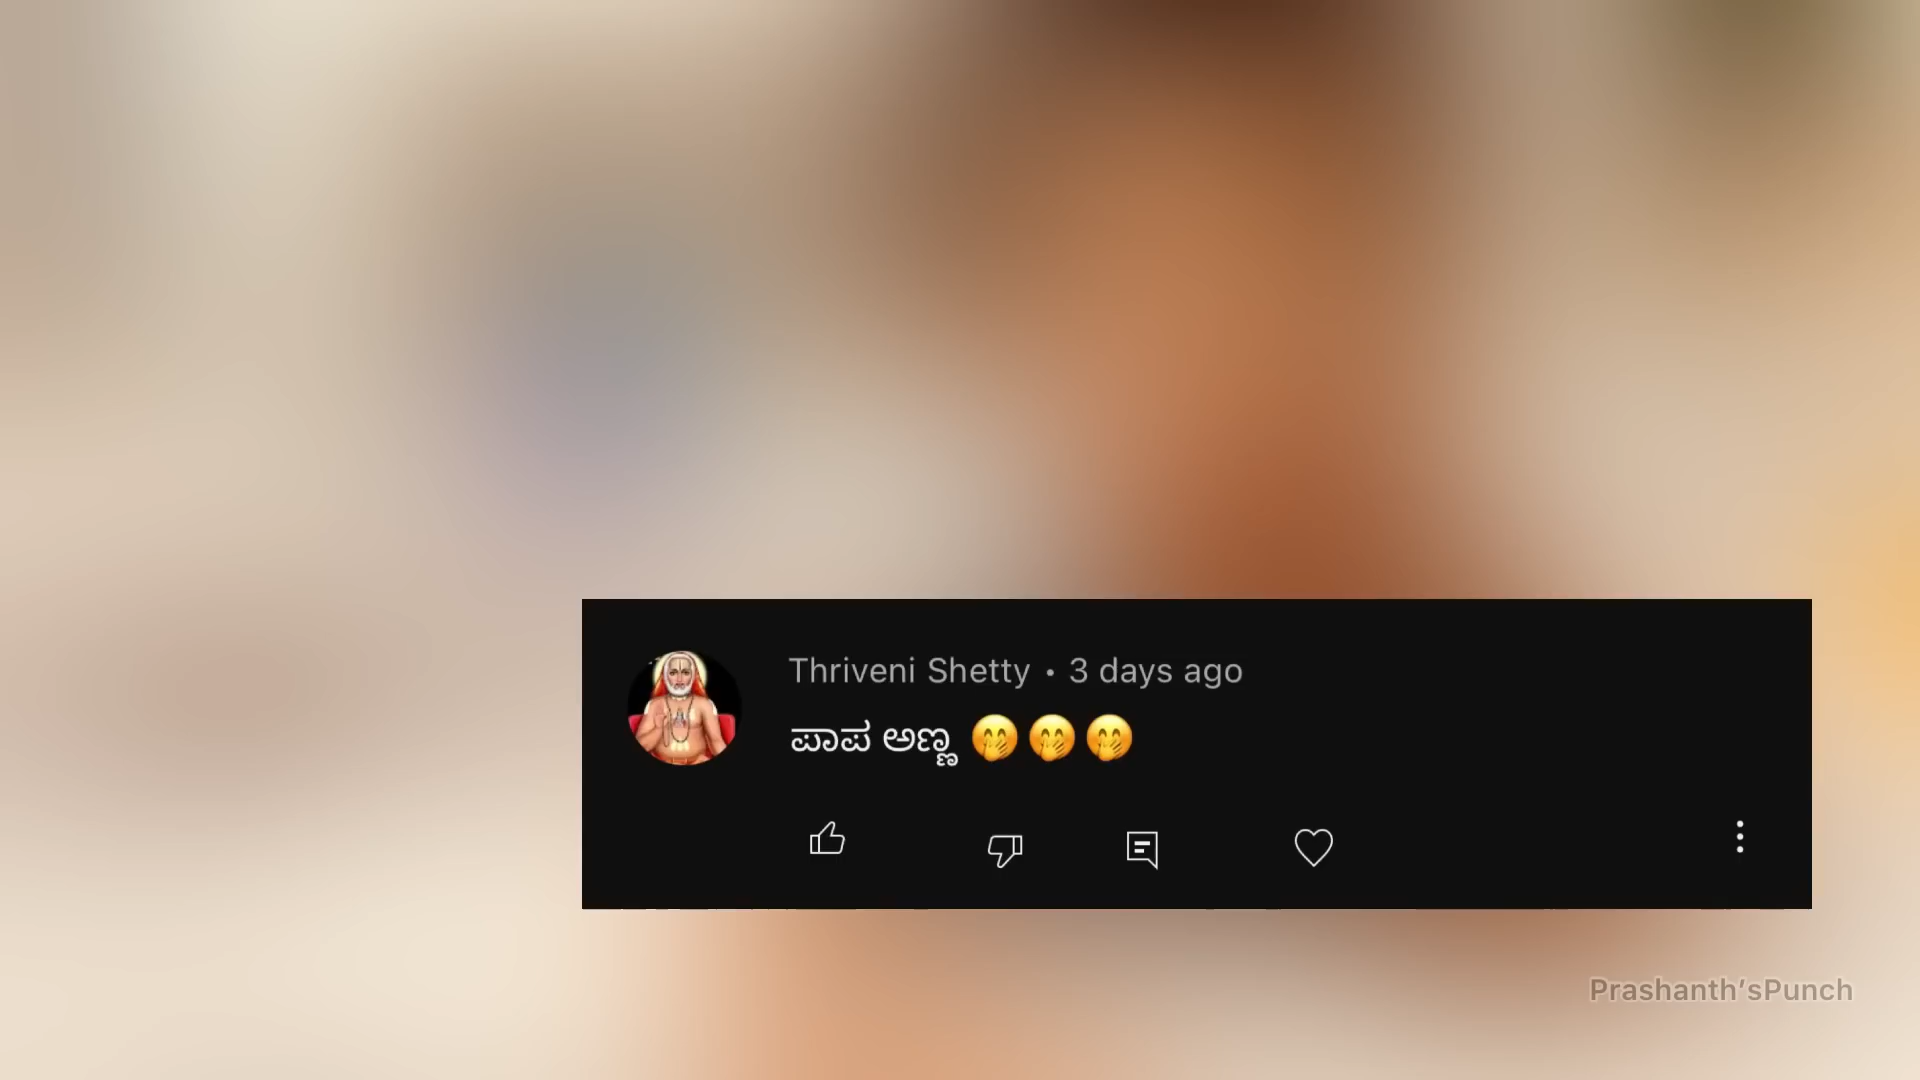 Thriveni Shetty • 3 days ago
ಪಾಪ ಅಣ್ಣ 🤭🤭🤭
Prashanth'sPunch